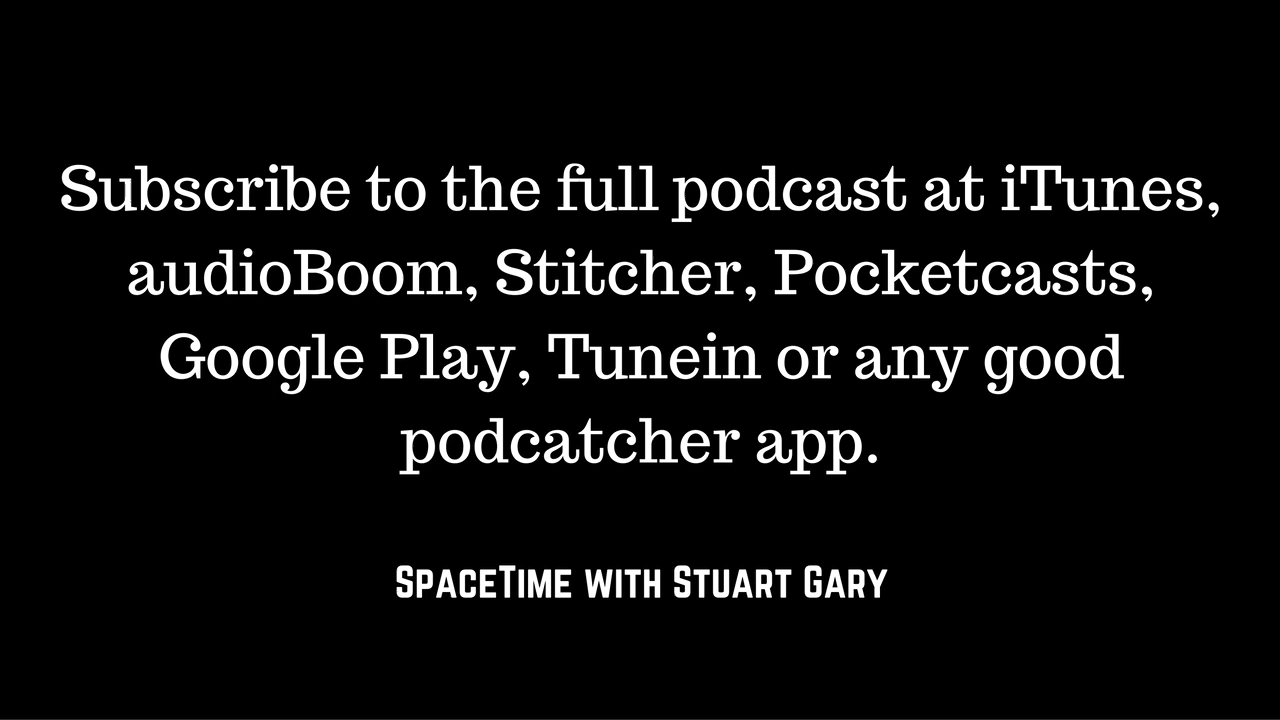 Subscribe to the full podcast at iTunes,
audioBoom, Stitcher, Pocketcasts,
Google Play, Tunein or any good
podcatcher app.
SpaceTime with Stuart Gary